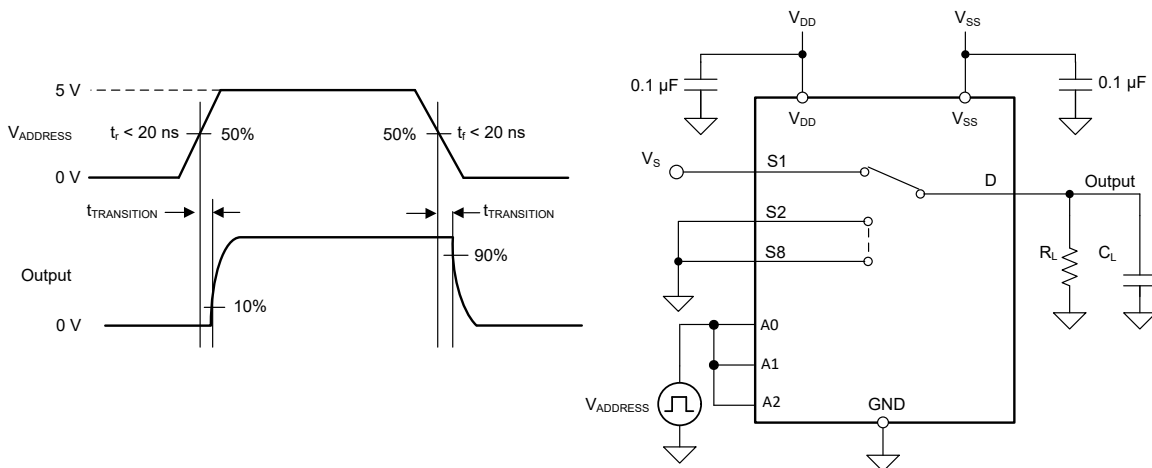 5 V
V_ADDRESS
t_r < 20 ns
50%
50%
t_f < 20 ns
0 V
t_TRANSITION
t_TRANSITION
Output
90%
10%
0 V
V_DD
V_SS
0.1 µF
0.1 µF
V_DD
V_SS
V_S
S1
D
Output
S2
S8
R_L
C_L
A0
A1
A2
V_ADDRESS
GND